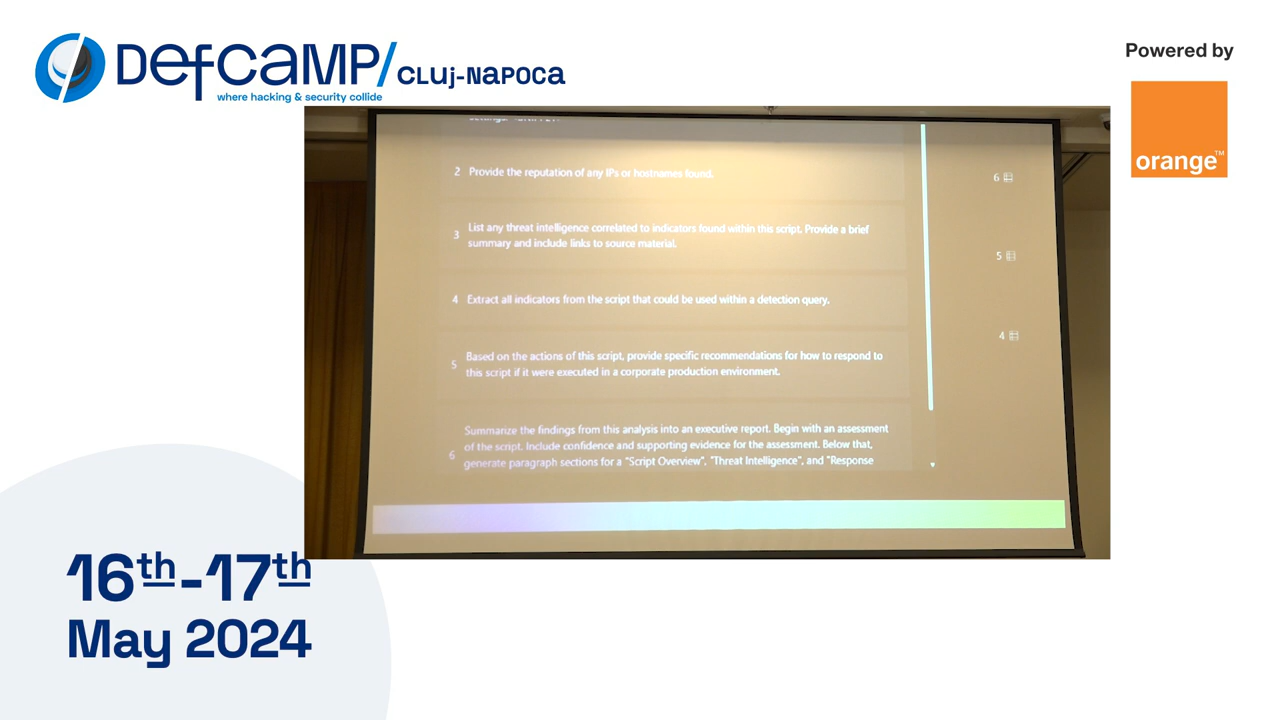 DefCaMP/CLUj-NaPOCa
where hacking & security collide
Powered by
orange™
2 Provide the reputation of any IPs or hostnames found.
3 List any threat intelligence correlated to indicators found within this script. Provide a brief
summary and include links to source material.
4 Extract all indicators from the script that could be used within a detection query.
5 Based on the actions of this script, provide specific recommendations for how to respond to
this script if it were executed in a corporate production environment.
6 Summarize the findings from this analysis into an executive report. Begin with an assessment
of the script. Include confidence and supporting evidence for the assessment. Below that,
generate paragraph sections for a "Script Overview", "Threat Intelligence", and "Response
6
5
4
16th-17th
May 2024